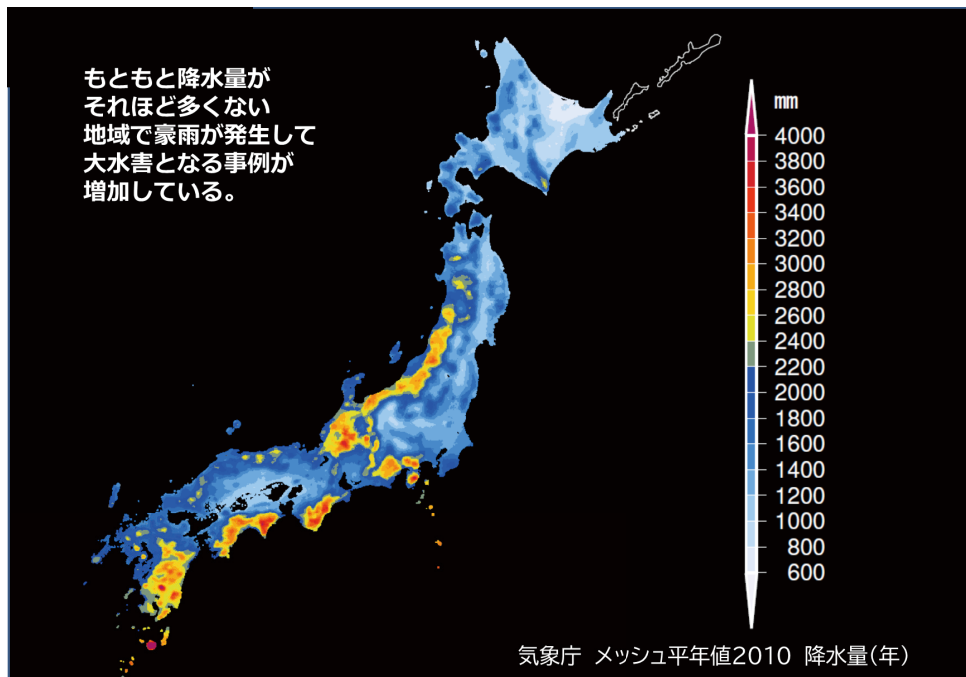 もともと降水量が
それほど多くない
地域で豪雨が発生して
大水害となる事例が
増加している。
mm
4000
3800
3600
3400
3200
3000
2800
2600
2400
2200
2000
1800
1600
1400
1200
1000
800
600
気象庁 メッシュ平年値2010 降水量(年)